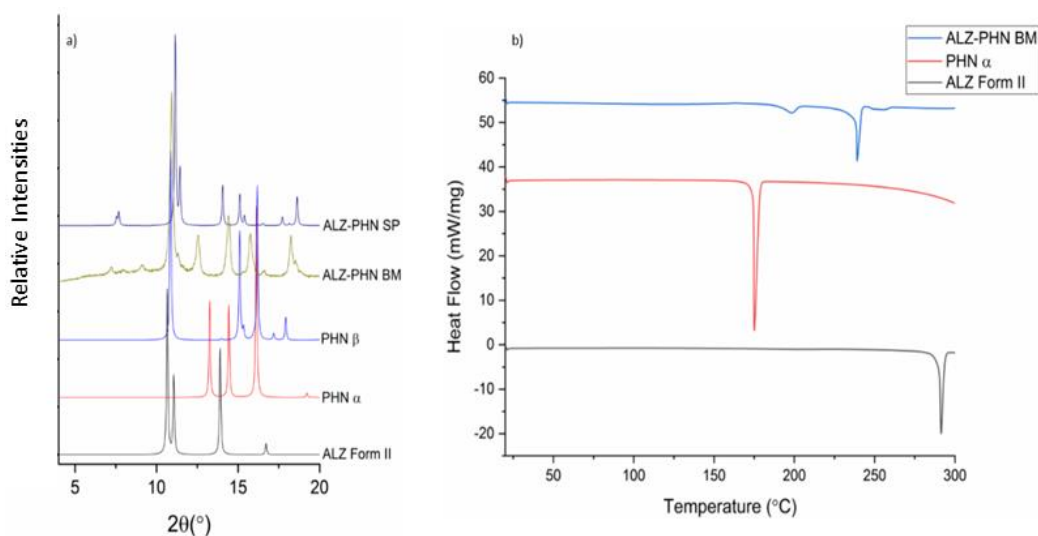 a)
Relative Intensities
ALZ-PHN SP
ALZ-PHN BM
PHN β
PHN α
ALZ Form II
5
10
15
20
2θ(°)
b)
ALZ-PHN BM
PHN α
ALZ Form II
Heat Flow (mW/mg)
60
50
40
30
20
10
0
-10
-20
50
100
150
200
250
300
Temperature (°C)